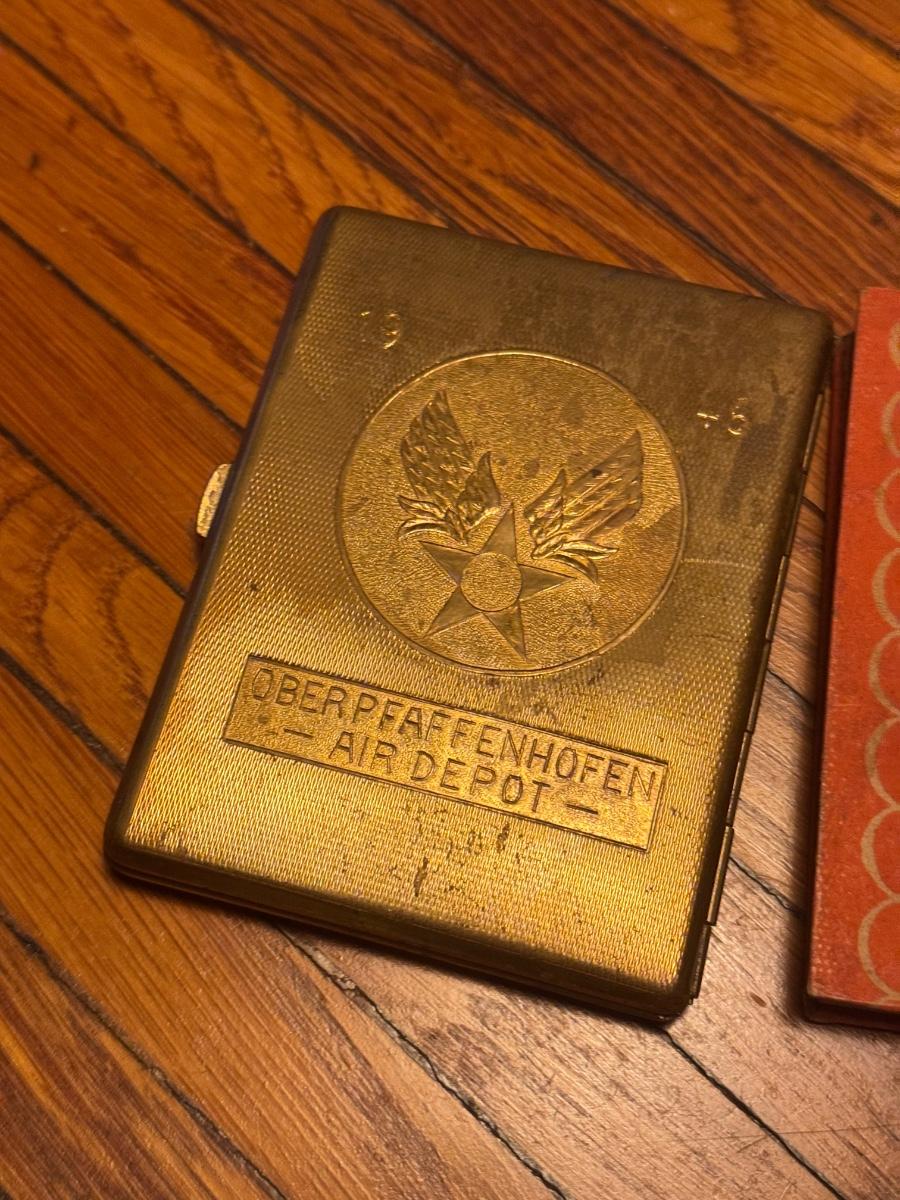 19
46
OBERPFAFFENHOFEN
— AIR DEPOT —